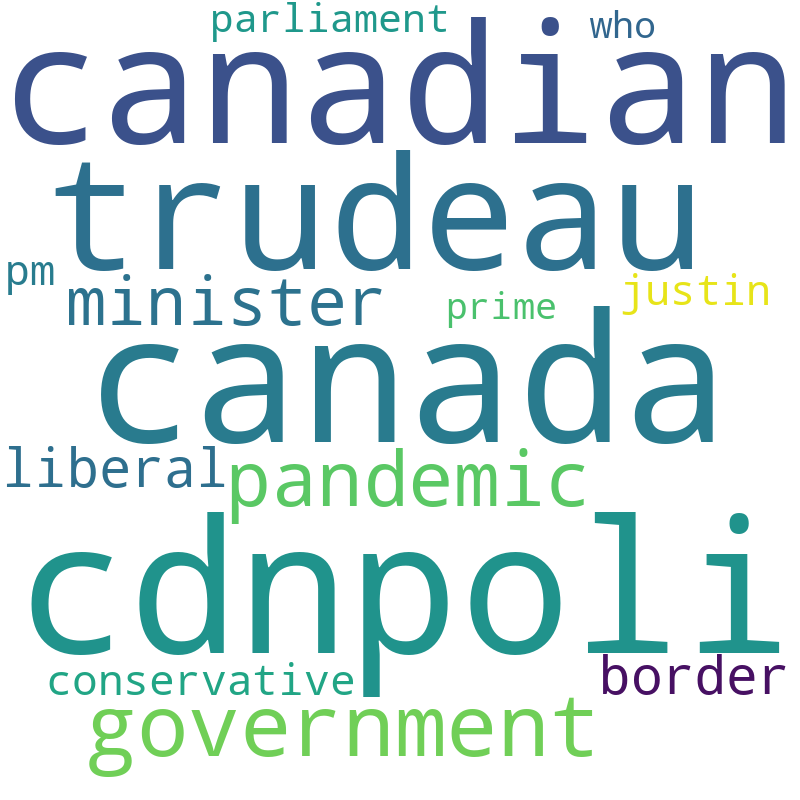 parliament who
canadian
trudeau
pm minister prime justin
canada
liberal pandemic
cdnpoli
conservative border
government